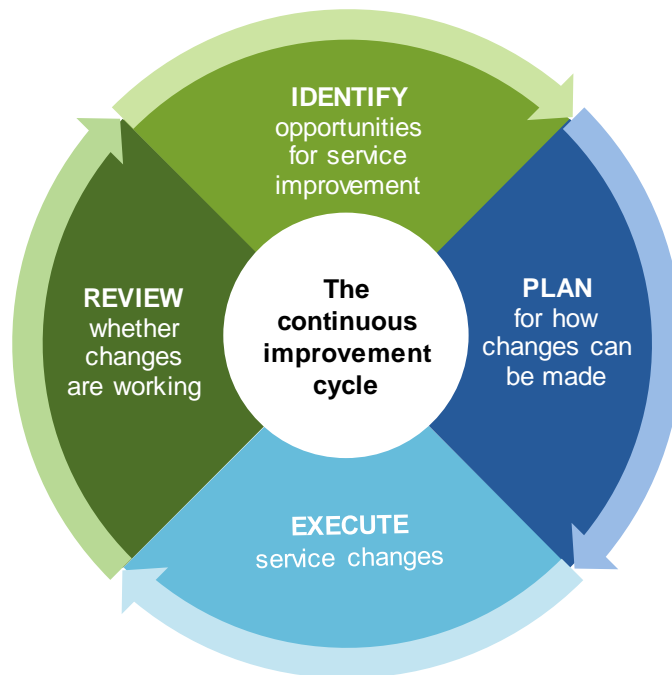 IDENTIFY
opportunities
for service
improvement
PLAN
for how
changes can
be made
EXECUTE
service changes
REVIEW
whether
changes
are working
The
continuous
improvement
cycle